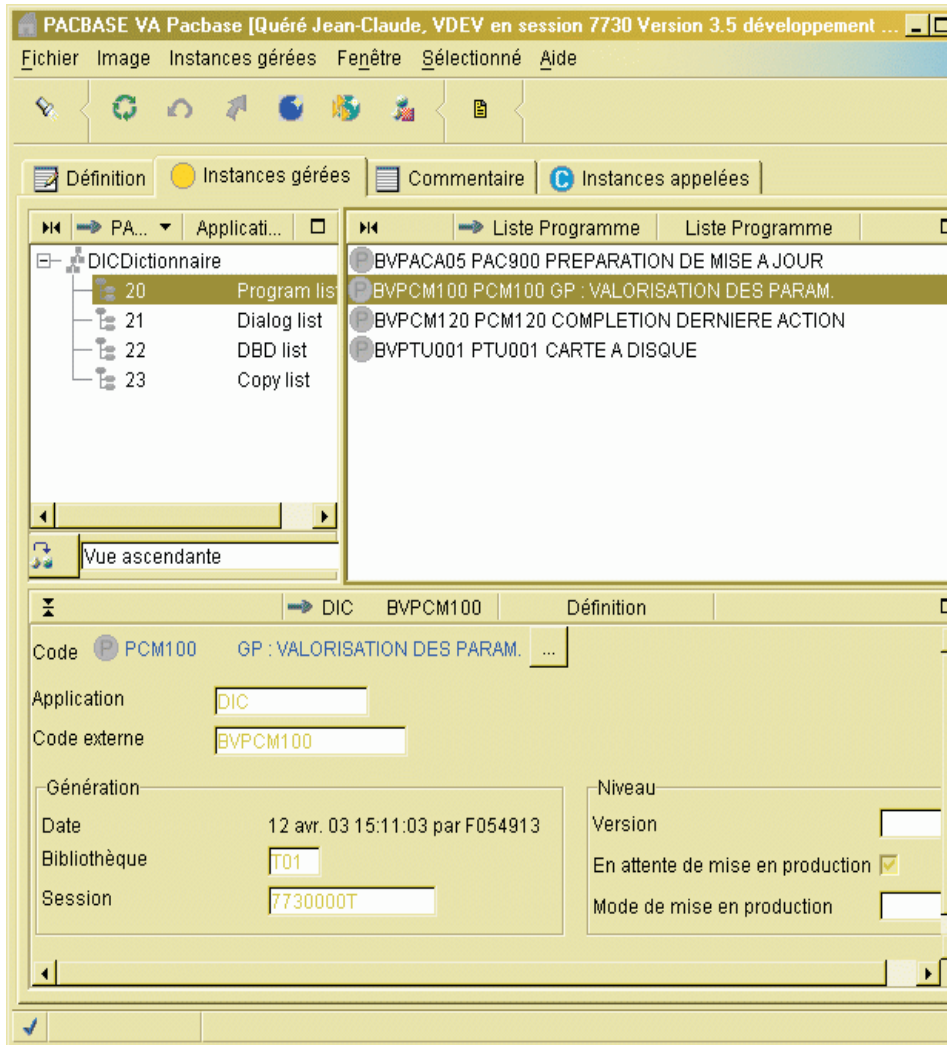 PACBASE VA Pacbase [Quéré Jean-Claude, VDEV en session 7730 Version 3.5 développement ...
Fichier Image Instances gérées Fenêtre Sélectionné Aide
Définition Instances gérées Commentaire Instances appelées
PA... Applicati...
DICDictionnaire
20 Program lis
21 Dialog list
22 DBD list
23 Copy list
Vue ascendante
Liste Programme Liste Programme
BVPACA05 PAC900 PREPARATION DE MISE A JOUR
BVPCM100 PCM100 GP : VALORISATION DES PARAM.
BVPCM120 PCM120 COMPLETION DERNIERE ACTION
BVPTU001 PTU001 CARTE A DISQUE
DIC BVPCM100 Définition
Code P PCM100 GP : VALORISATION DES PARAM. ...
Application DIC
Code externe BVPCM100
Génération
Date 12 avr. 03 15:11:03 par F054913
Bibliothèque T01
Session 7730000T
Niveau
Version
En attente de mise en production
Mode de mise en production